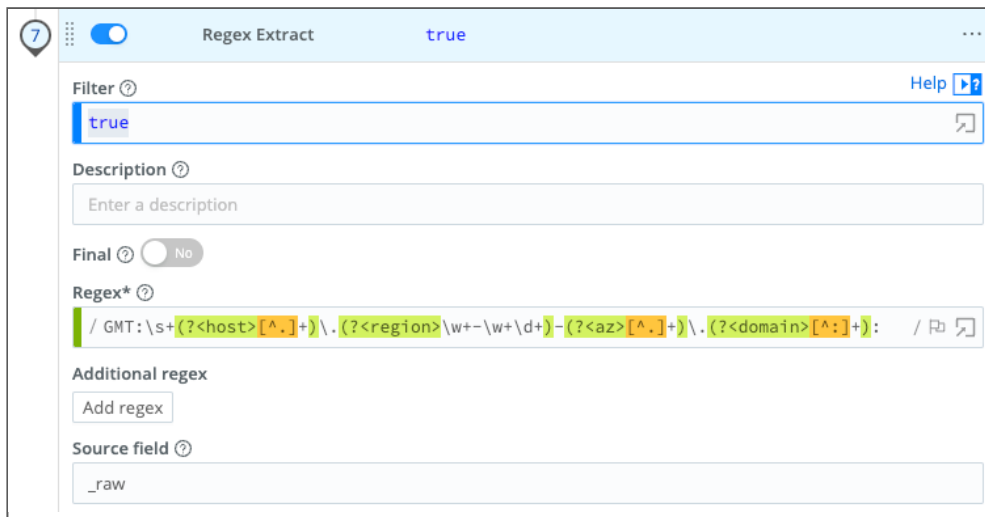 7 Regex Extract true ...
Filter ? Help ?
true
Description ?
Enter a description
Final ? No
Regex* ?
/ GMT:\s+(?<host>[^.]+)\.(?<region>\w+-\w+\d+)-(?<az>[^.]+)\.(?<domain>[^:]+): /
Additional regex
Add regex
Source field ?
_raw